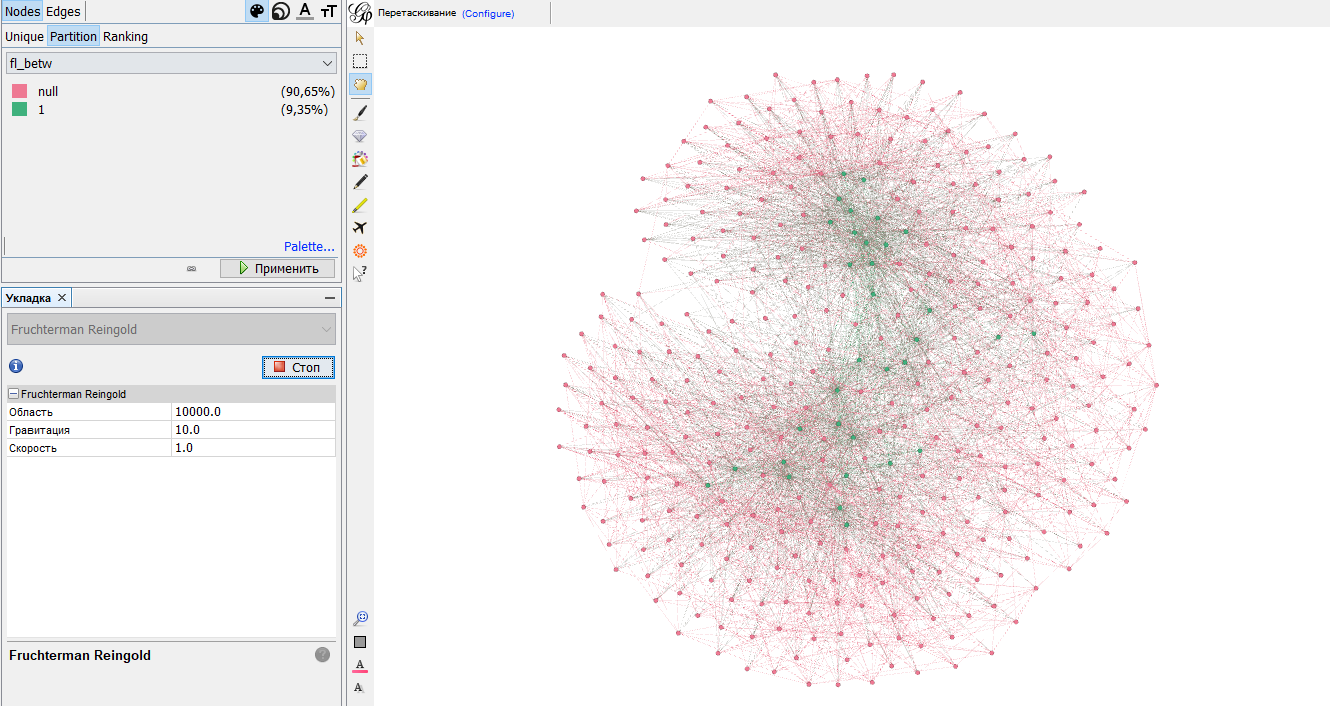 Nodes Edges A TT
Unique Partition Ranking
fl_betw
null (90,65%)
1 (9,35%)
Palette...
Применить
Укладка
Fruchterman Reingold
Стоп
Fruchterman Reingold
Область 10000.0
Гравитация 10.0
Скорость 1.0
Fruchterman Reingold
Перетаскивание (Configure)
A
A